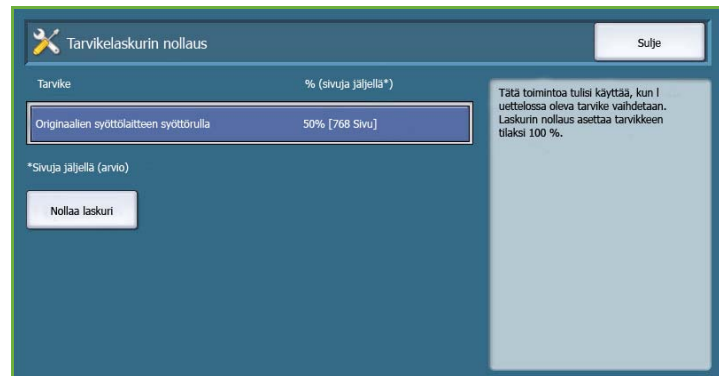 Tarvikelaskurin nollaus
Sulje
Tarvike % (sivuja jäljellä*)
Originaalien syöttölaitteen syöttörulla 50% [768 Sivu]
*Sivuja jäljellä (arvio)
Nollaa laskuri
Tätä toimintoa tulisi käyttää, kun l
uettelossa oleva tarvike vaihdetaan.
Laskurin nollaus asettaa tarvikkeen
tilaksi 100 %.